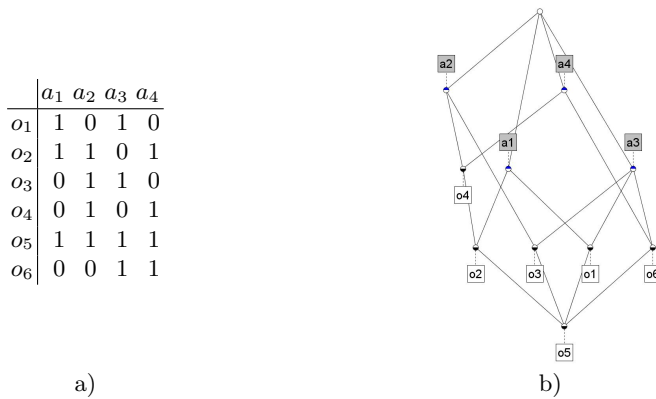 a1 a2 a3 a4
o1 1 0 1 0
o2 1 1 0 1
o3 0 1 1 0
o4 0 1 0 1
o5 1 1 1 1
o6 0 0 1 1
a)
a2 a4
a1 a3
o4
o2 o3 o1 o6
o5
b)